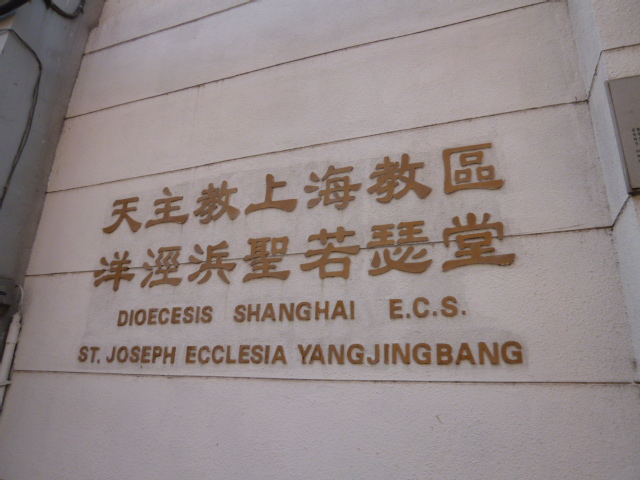 天主教上海教區
洋涇浜聖若瑟堂
DIOECESIS SHANGHAI E.C.S.
ST. JOSEPH ECCLESIA YANGJINGBANG